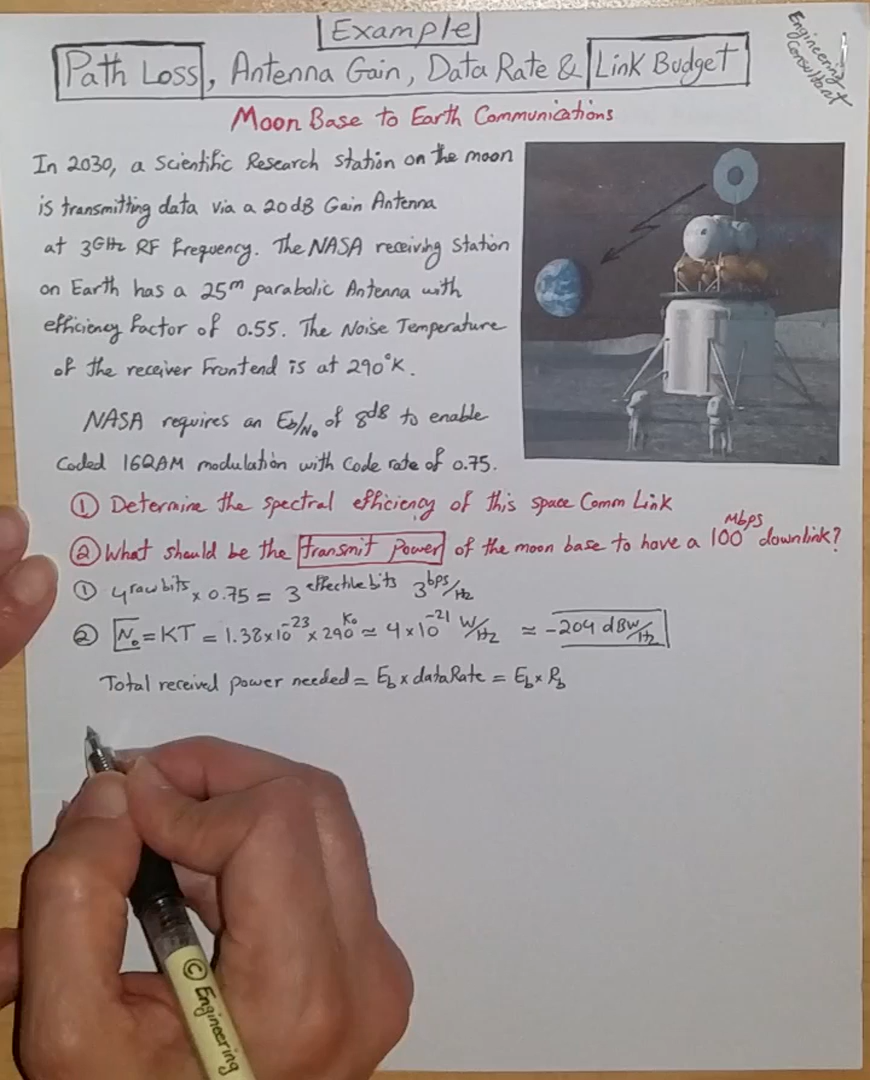 Example
Path Loss, Antenna Gain, Data Rate & Link Budget
Engineering
Consultant
Moon Base to Earth Communications
In 2030, a Scientific Research Station on the moon
is transmitting data via a 20dB Gain Antenna
at 3GHz RF Frequency. The NASA receiving Station
on Earth has a 25m parabolic Antenna with
efficiency factor of 0.55. The Noise Temperature
of the receiver Frontend is at 290°K.
NASA requires an Eb/No of 8dB to enable
Coded 16QAM modulation with Code rate of 0.75.
① Determine the spectral efficiency of this space Comm Link
② What should be the transmit power of the moon base to have a 100 Mbps downlink?
① 4 raw bits x 0.75 = 3 effective bits 3 bps/Hz
② No = KT = 1.38x10^-23 x 290 K° ≃ 4x10^-21 W/Hz ≃ -204 dBW/Hz
Total received power needed = Eb x dataRate = Eb x Rb
© Engineering